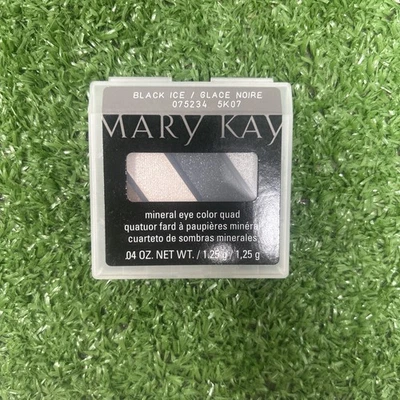 BLACK ICE / GLACE NOIRE
075234 5K07
MARY KAY
mineral eye color quad
quatuor fard à paupières minéral
cuarteto de sombras minerales
.04 OZ. NET WT. / 1,25 g / 1,25 g